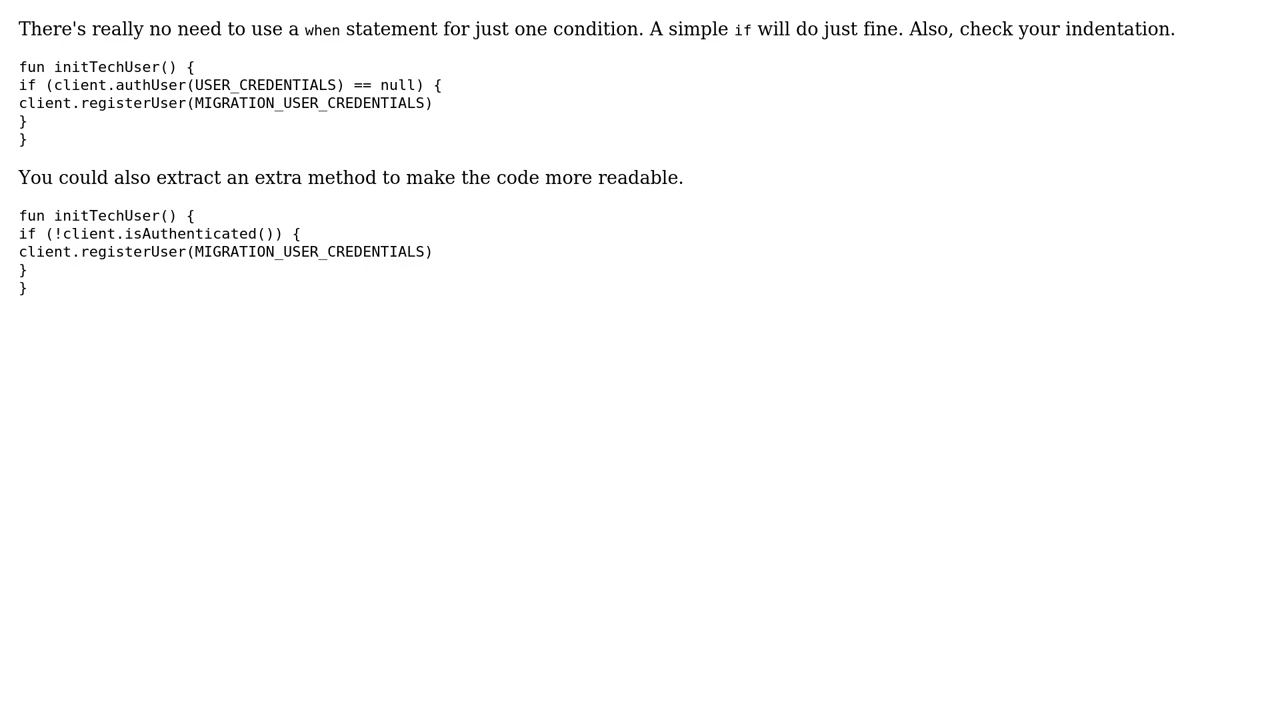 There's really no need to use a when statement for just one condition. A simple if will do just fine. Also, check your indentation.
fun initTechUser() {
if (client.authUser(USER_CREDENTIALS) == null) {
client.registerUser(MIGRATION_USER_CREDENTIALS)
}
}
You could also extract an extra method to make the code more readable.
fun initTechUser() {
if (!client.isAuthenticated()) {
client.registerUser(MIGRATION_USER_CREDENTIALS)
}
}